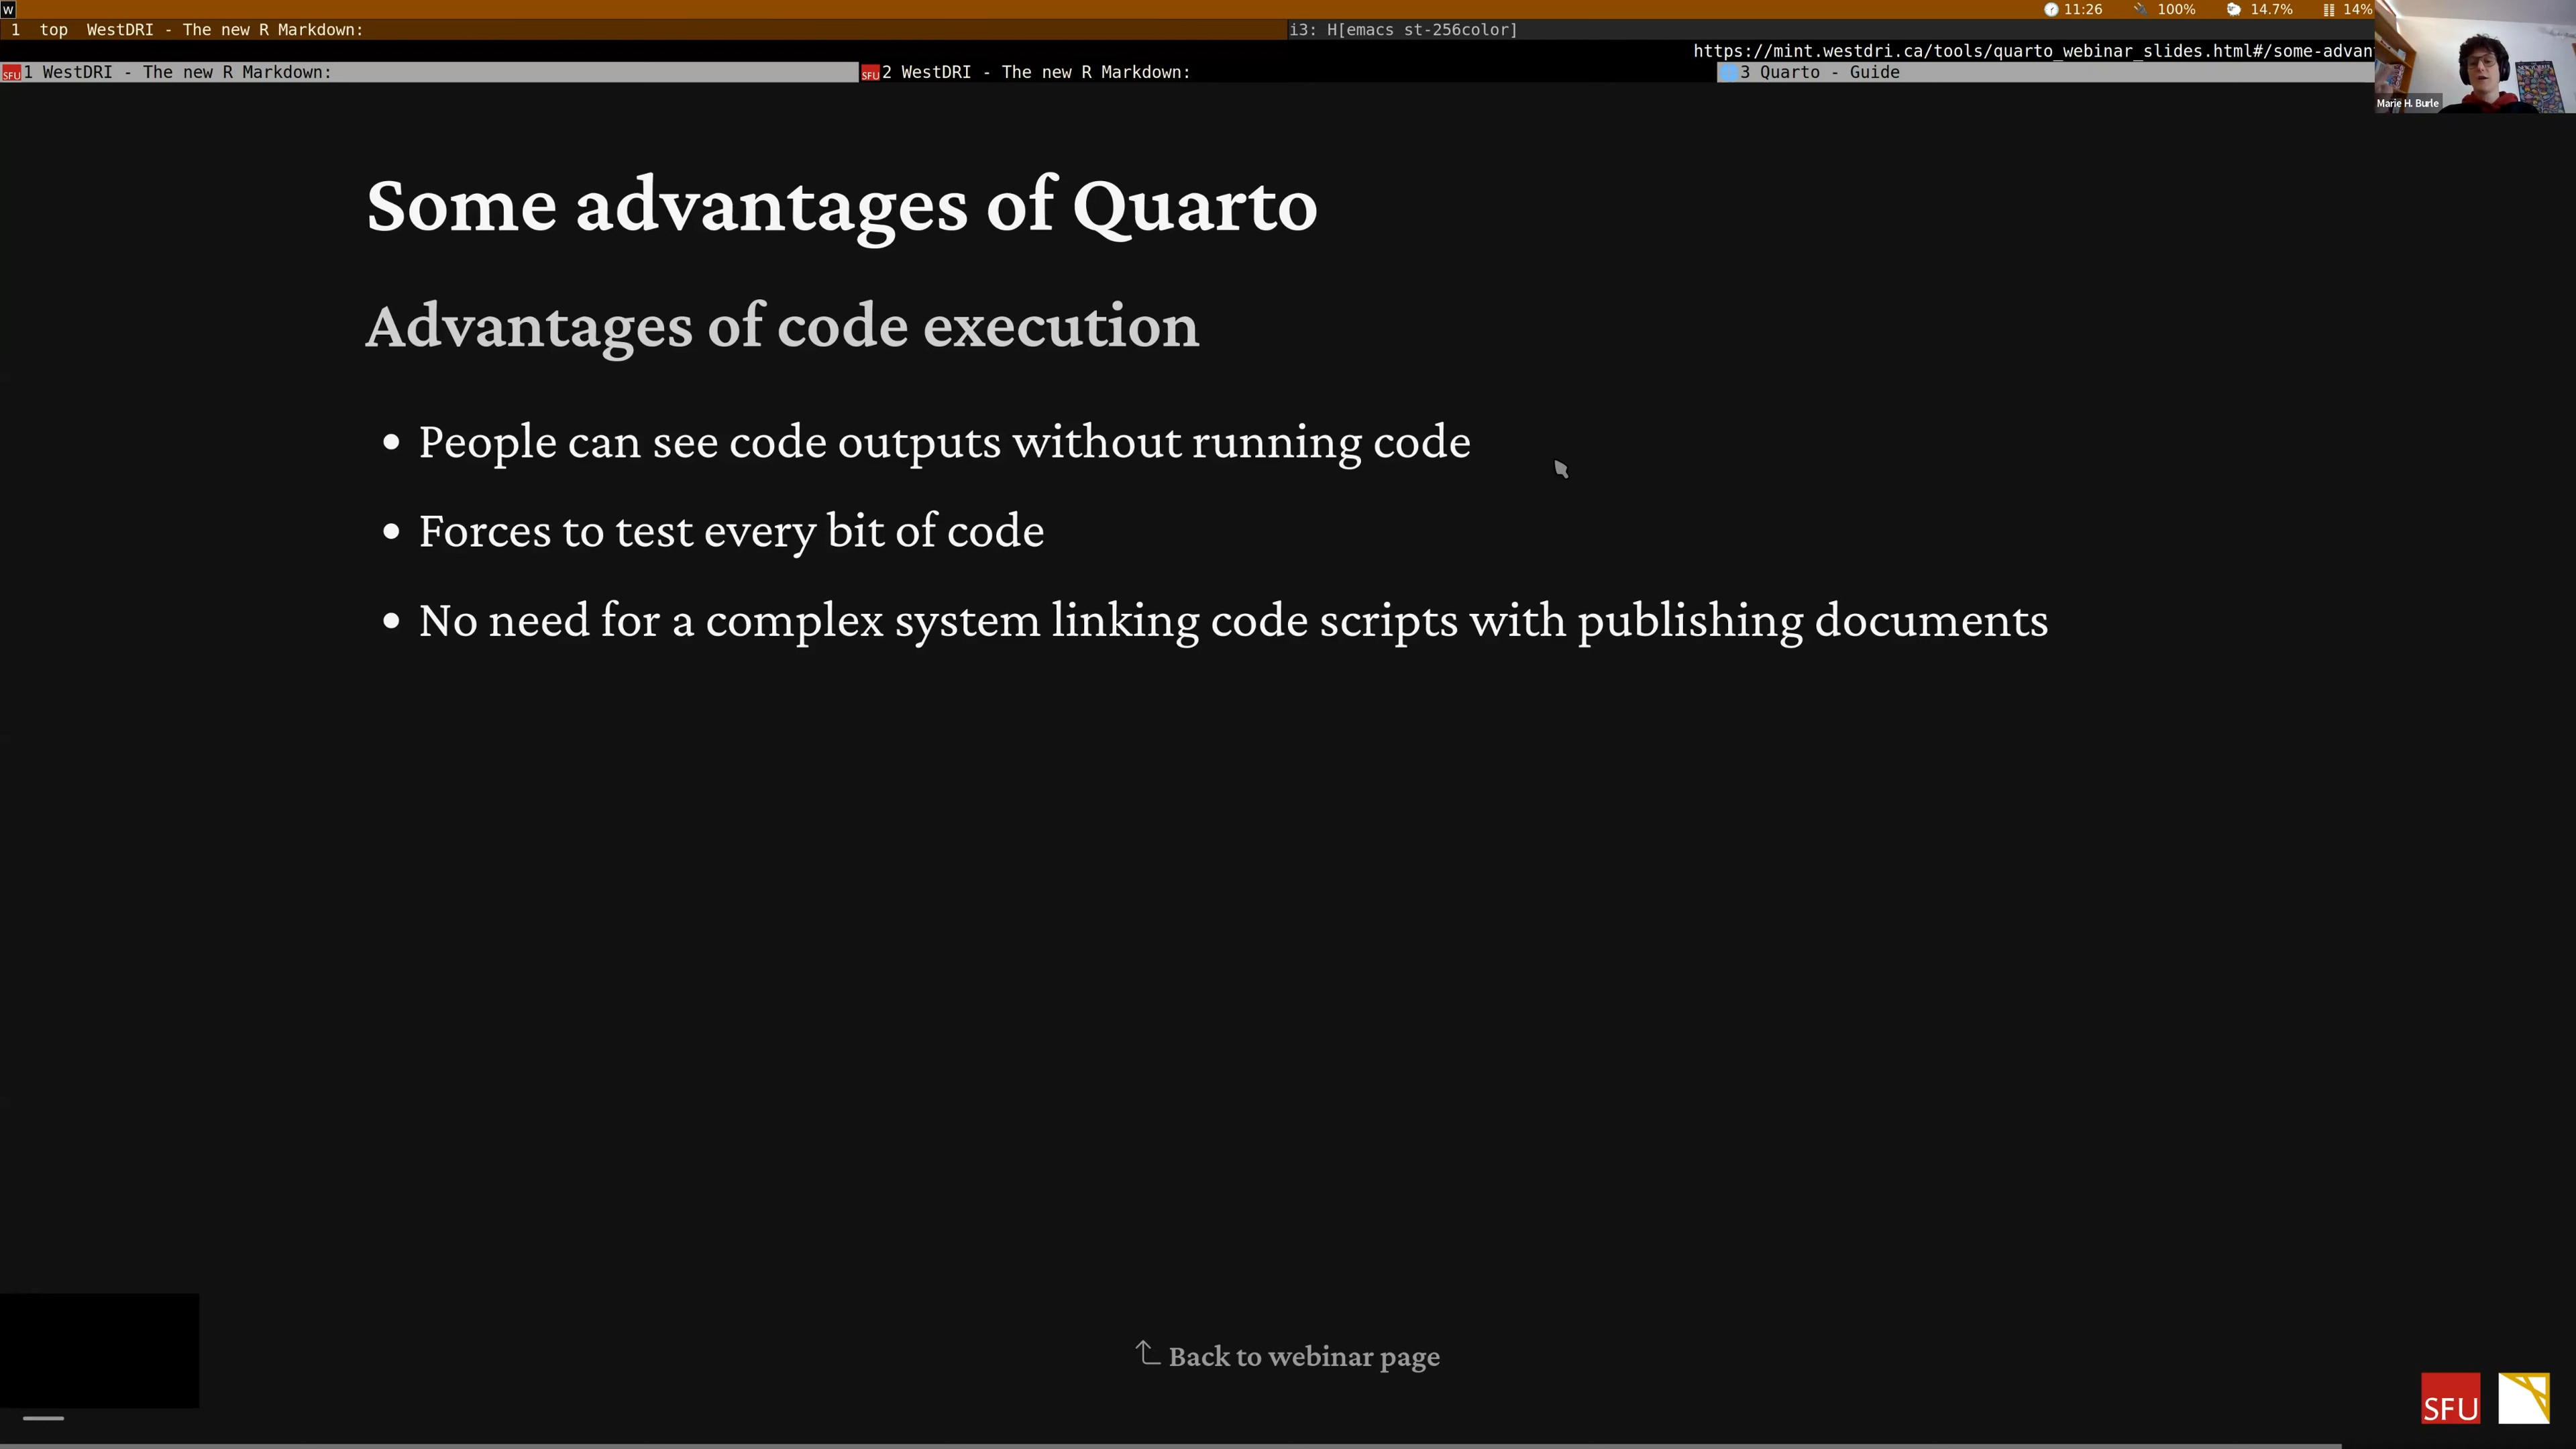 W
11:26 100% 14.7% 14%
1 top WestDRI - The new R Markdown:
i3: H[emacs st-256color]
https://mint.westdri.ca/tools/quarto_webinar_slides.html#/some-advan
SFU 1 WestDRI - The new R Markdown:
SFU 2 WestDRI - The new R Markdown:
3 Quarto - Guide
Marie H. Burle
Some advantages of Quarto
Advantages of code execution
• People can see code outputs without running code
• Forces to test every bit of code
• No need for a complex system linking code scripts with publishing documents
Back to webinar page
SFU